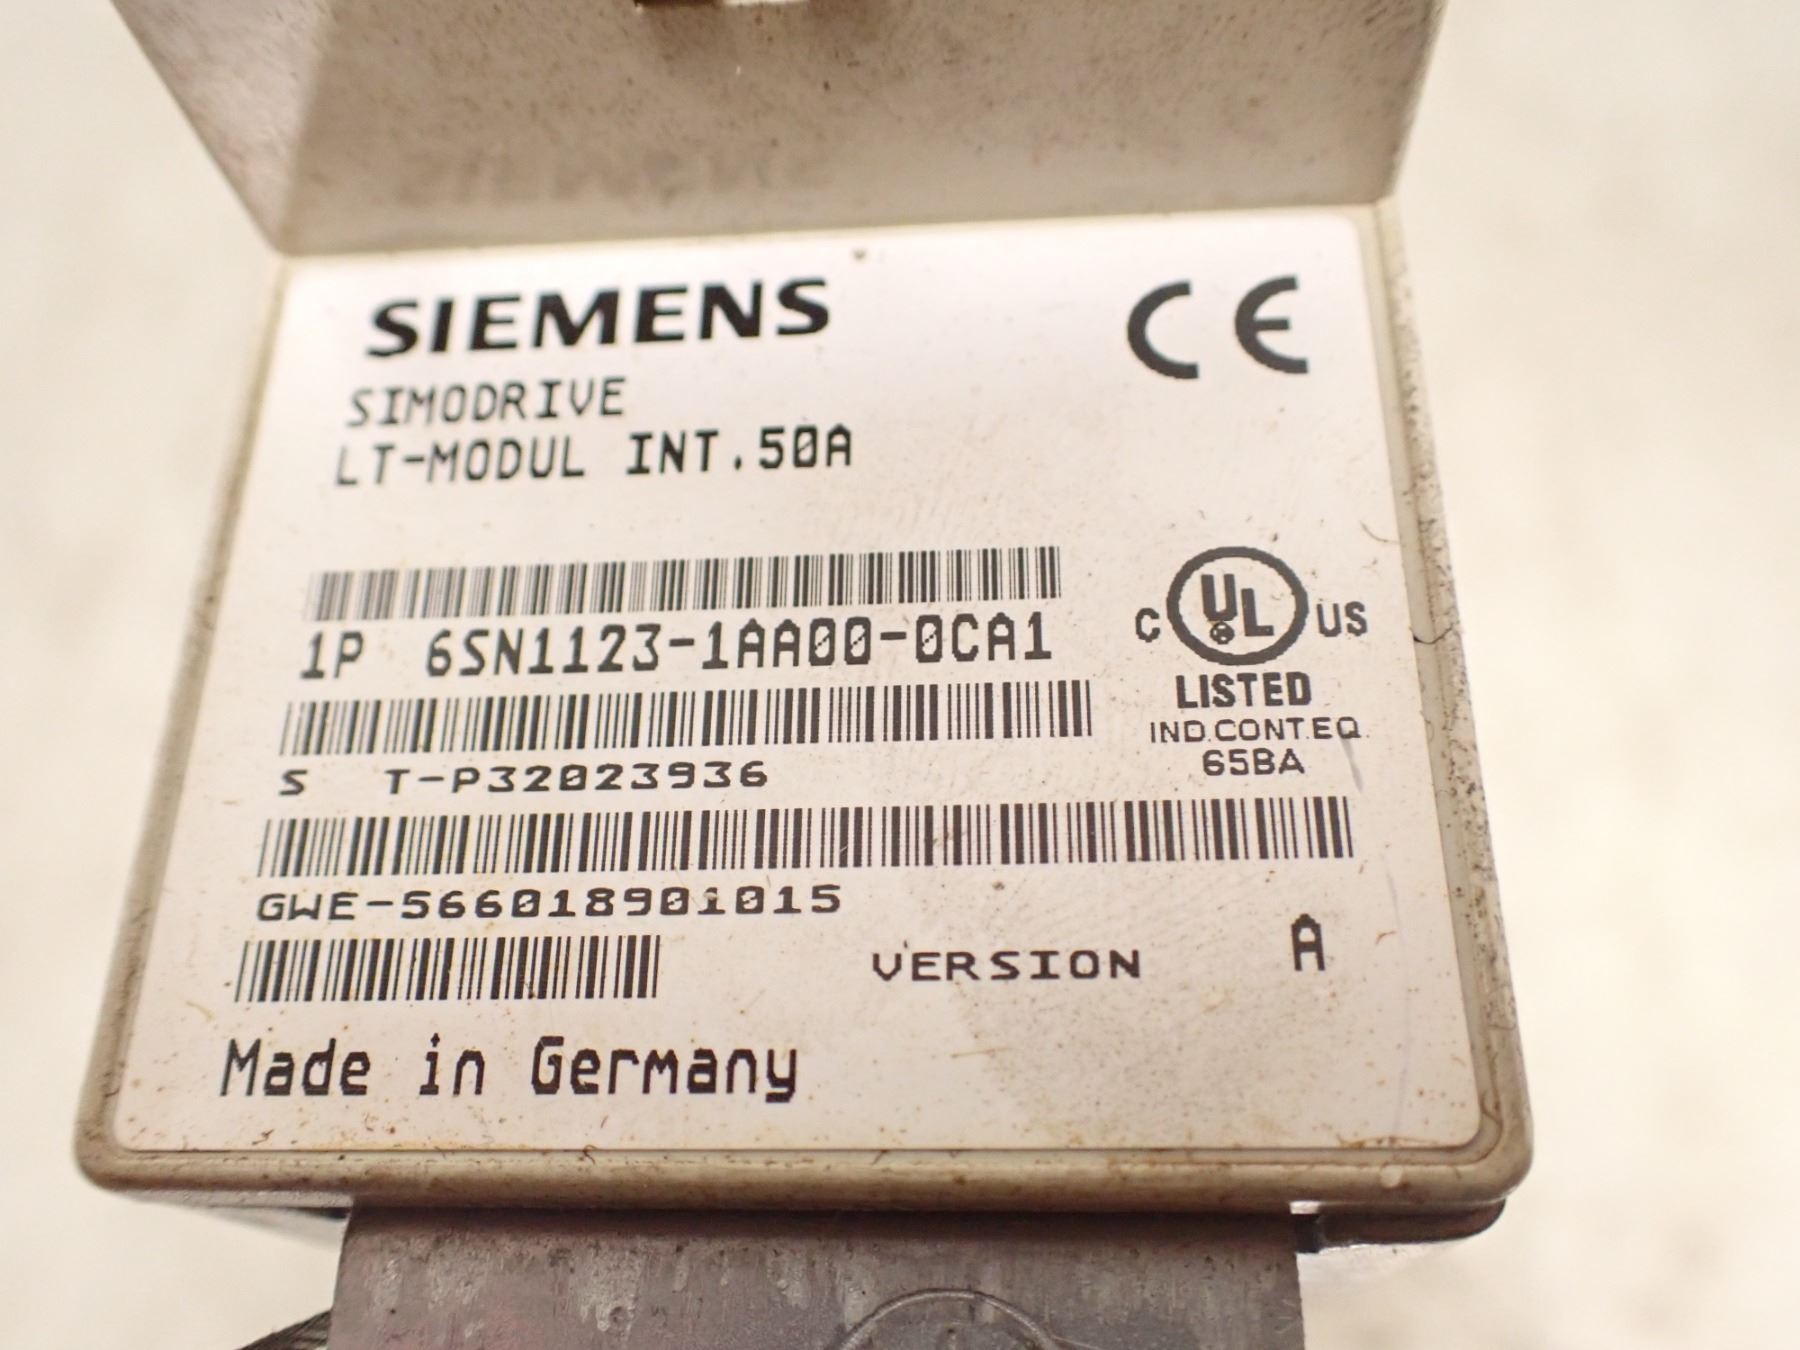 SIEMENS
CE
SIMODRIVE
LT-MODUL INT.50A
1P 6SN1123-1AA00-0CA1
C UL US
LISTED
IND.CONT.EQ.
65BA
S T-P32023936
GWE-566018901015
VERSION A
Made in Germany